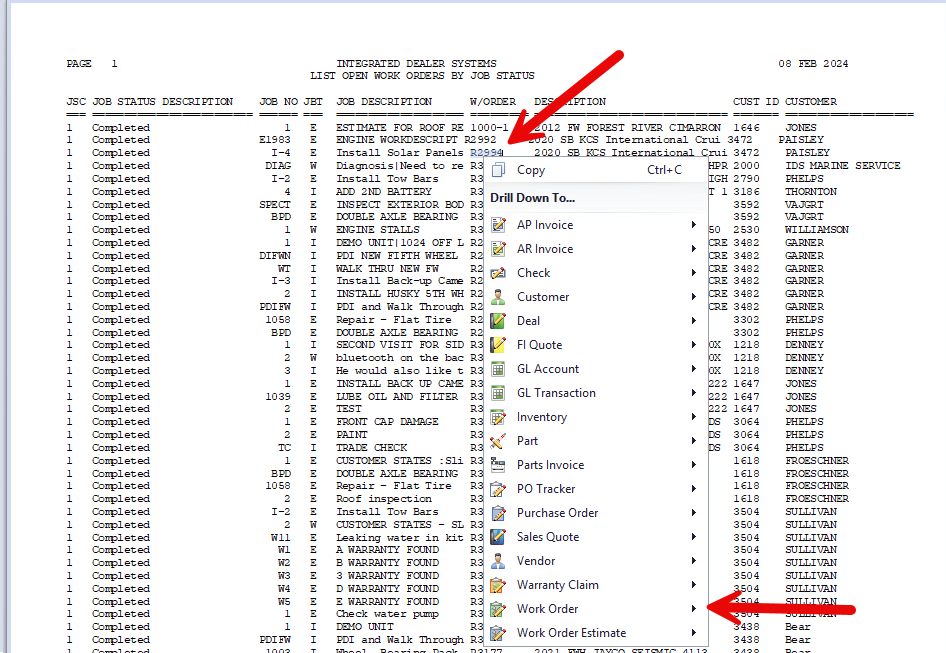 PAGE 1 INTEGRATED DEALER SYSTEMS 08 FEB 2024
LIST OPEN WORK ORDERS BY JOB STATUS
JSC JOB STATUS DESCRIPTION JOB NO JBT JOB DESCRIPTION W/ORDER CUST ID CUSTOMER
1 Completed 1 E ESTIMATE FOR ROOF RE 1000-1 2012 FW FOREST RIVER CIMARRON 1646 JONES
1 Completed E1983 E ENGINE WORKDESCRIPT R2992 2020 SB KCS International Crui 3472 PAISLEY
1 Completed I-4 E Install Solar Panels R2994 2020 SB KCS International Crui 3472 PAISLEY
1 Completed DIAG W Diagnosis|Need to re R3 HPR 2000 IDS MARINE SERVICE
1 Completed I-2 E Install Tow Bars R3 IGH 2790 PHELPS
1 Completed 4 I ADD 2ND BATTERY R3 T 1 3186 THORNTON
1 Completed SPECT E INSPECT EXTERIOR BOD R3 3592 VAJGRT
1 Completed BPD E DOUBLE AXLE BEARING R3 3592 VAJGRT
1 Completed 1 W ENGINE STALLS R3 50 2530 WILLIAMSON
1 Completed 1 I DEMO UNIT|1024 OFF L R2 CRE 3482 GARNER
1 Completed DIFWN I PDI NEW FIFTH WHEEL R2 CRE 3482 GARNER
1 Completed WT I WALK THRU NEW FW R2 CRE 3482 GARNER
1 Completed I-3 I Install Back-up Came R2 CRE 3482 GARNER
1 Completed 2 I INSTALL HUSKY 5TH WH R2 CRE 3482 GARNER
1 Completed PDIFW I PDI and Walk Through R2 CRE 3482 GARNER
1 Completed 1058 E Repair - Flat Tire R2 3302 PHELPS
1 Completed BPD E DOUBLE AXLE BEARING R2 3302 PHELPS
1 Completed 1 I SECOND VISIT FOR SID R3 0X 1218 DENNEY
1 Completed 2 W bluetooth on the bac R3 0X 1218 DENNEY
1 Completed 3 I He would also like t R3 0X 1218 DENNEY
1 Completed 1 E INSTALL BACK UP CAME R3 222 1647 JONES
1 Completed 1039 E LUBE OIL AND FILTER R3 222 1647 JONES
1 Completed 2 E TEST R3 222 1647 JONES
1 Completed 1 E FRONT CAP DAMAGE R3 DS 3064 PHELPS
1 Completed 2 E PAINT R3 DS 3064 PHELPS
1 Completed TC I TRADE CHECK R3 DS 3064 PHELPS
1 Completed 1 E CUSTOMER STATES :Sli R3 1618 FROESCHNER
1 Completed BPD E DOUBLE AXLE BEARING R3 1618 FROESCHNER
1 Completed 1058 E Repair - Flat Tire R3 1618 FROESCHNER
1 Completed 2 E Roof inspection R3 1618 FROESCHNER
1 Completed I-2 E Install Tow Bars R3 3504 SULLIVAN
1 Completed 2 W CUSTOMER STATES - SL R3 3504 SULLIVAN
1 Completed W11 E Leaking water in kit R3 3504 SULLIVAN
1 Completed W1 E A WARRANTY FOUND R3 3504 SULLIVAN
1 Completed W2 E B WARRANTY FOUND R3 3504 SULLIVAN
1 Completed W3 E 3 WARRANTY FOUND R3 3504 SULLIVAN
1 Completed W4 E D WARRANTY FOUND R3 3504 SULLIVAN
1 Completed W5 E E WARRANTY FOUND R3 3504 SULLIVAN
1 Completed 1 E Check water pump R3 3504 SULLIVAN
1 Completed 1 I DEMO UNIT R3 3438 Bear
1 Completed PDIFW I PDI and Walk Through R3 3438 Bear
1 Completed 1003 I Wheel Bearing Pack R3177 2021 FWH JAYCO SEISMIC 4113 3438 Bear
Copy Ctrl+C
Drill Down To...
AP Invoice
AR Invoice
Check
Customer
Deal
FI Quote
GL Account
GL Transaction
Inventory
Part
Parts Invoice
PO Tracker
Purchase Order
Sales Quote
Vendor
Warranty Claim
Work Order
Work Order Estimate